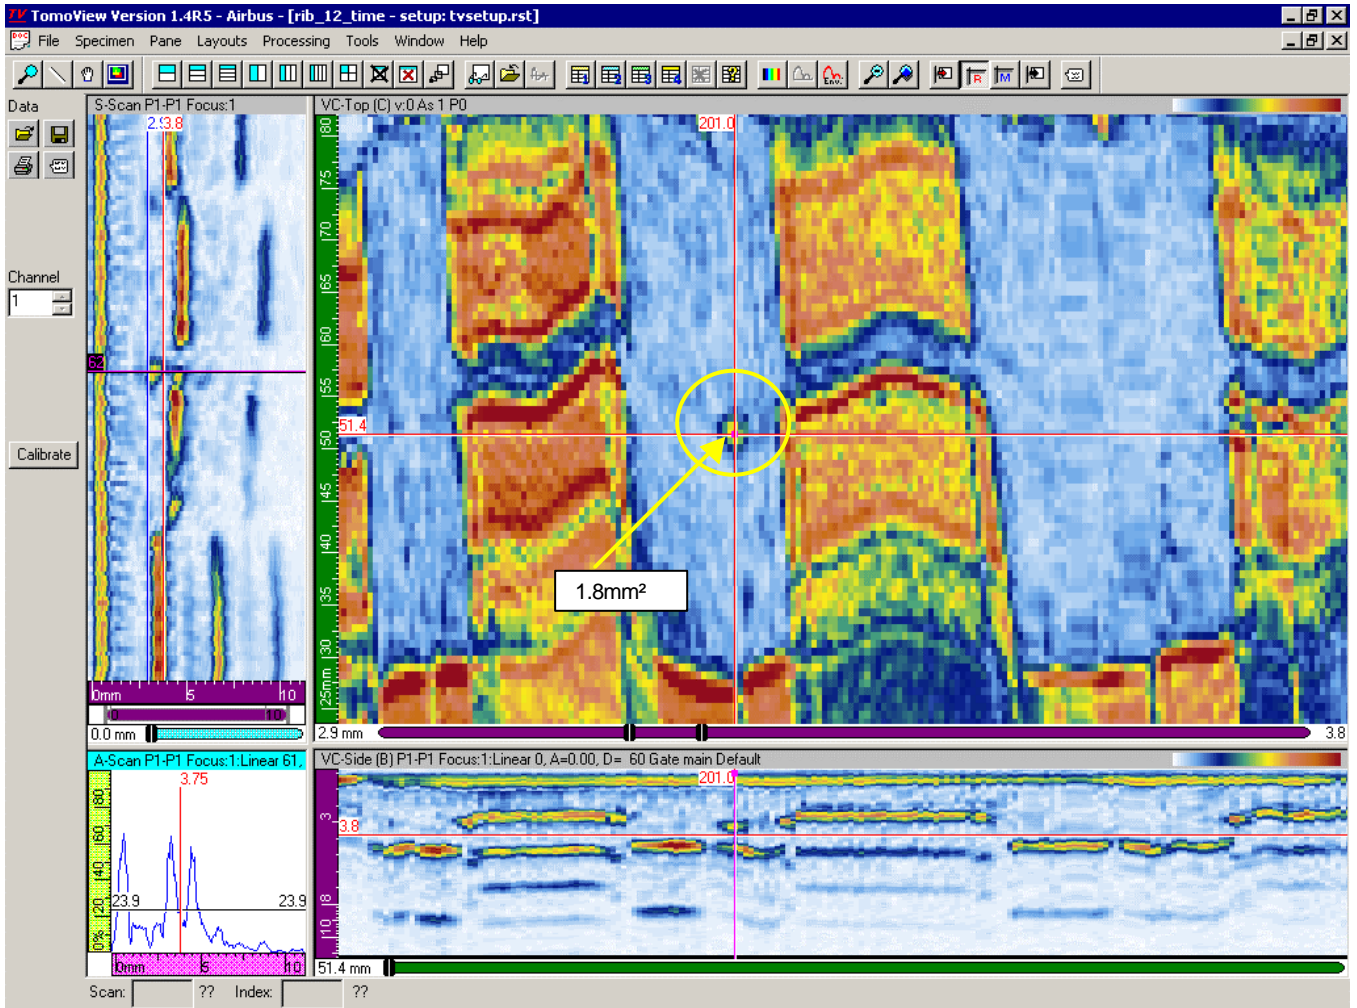 TV TomoView Version 1.4R5 - Airbus - [rib_12_time - setup: tvsetup.rst]
File Specimen Pane Layouts Processing Tools Window Help
Data
S-Scan P1-P1 Focus:1
VC-Top (C) v:0 As 1 P0
3.8
201.0
80
75
70
65
60
55
51.4
50
45
40
35
30
25mm
62
Channel
1
Calibrate
1.8mm²
0mm 5 10
0 10
0.0 mm
2.9 mm
3.8
A-Scan P1-P1 Focus:1:Linear 61,
VC-Side (B) P1-P1 Focus:1:Linear 0, A=0.00, D= 60 Gate main Default
3.75
201.0
80
60
40
20
0%
23.9
23.9
0mm 5 10
3
3.8
8
10
51.4 mm
Scan: ?? Index: ??